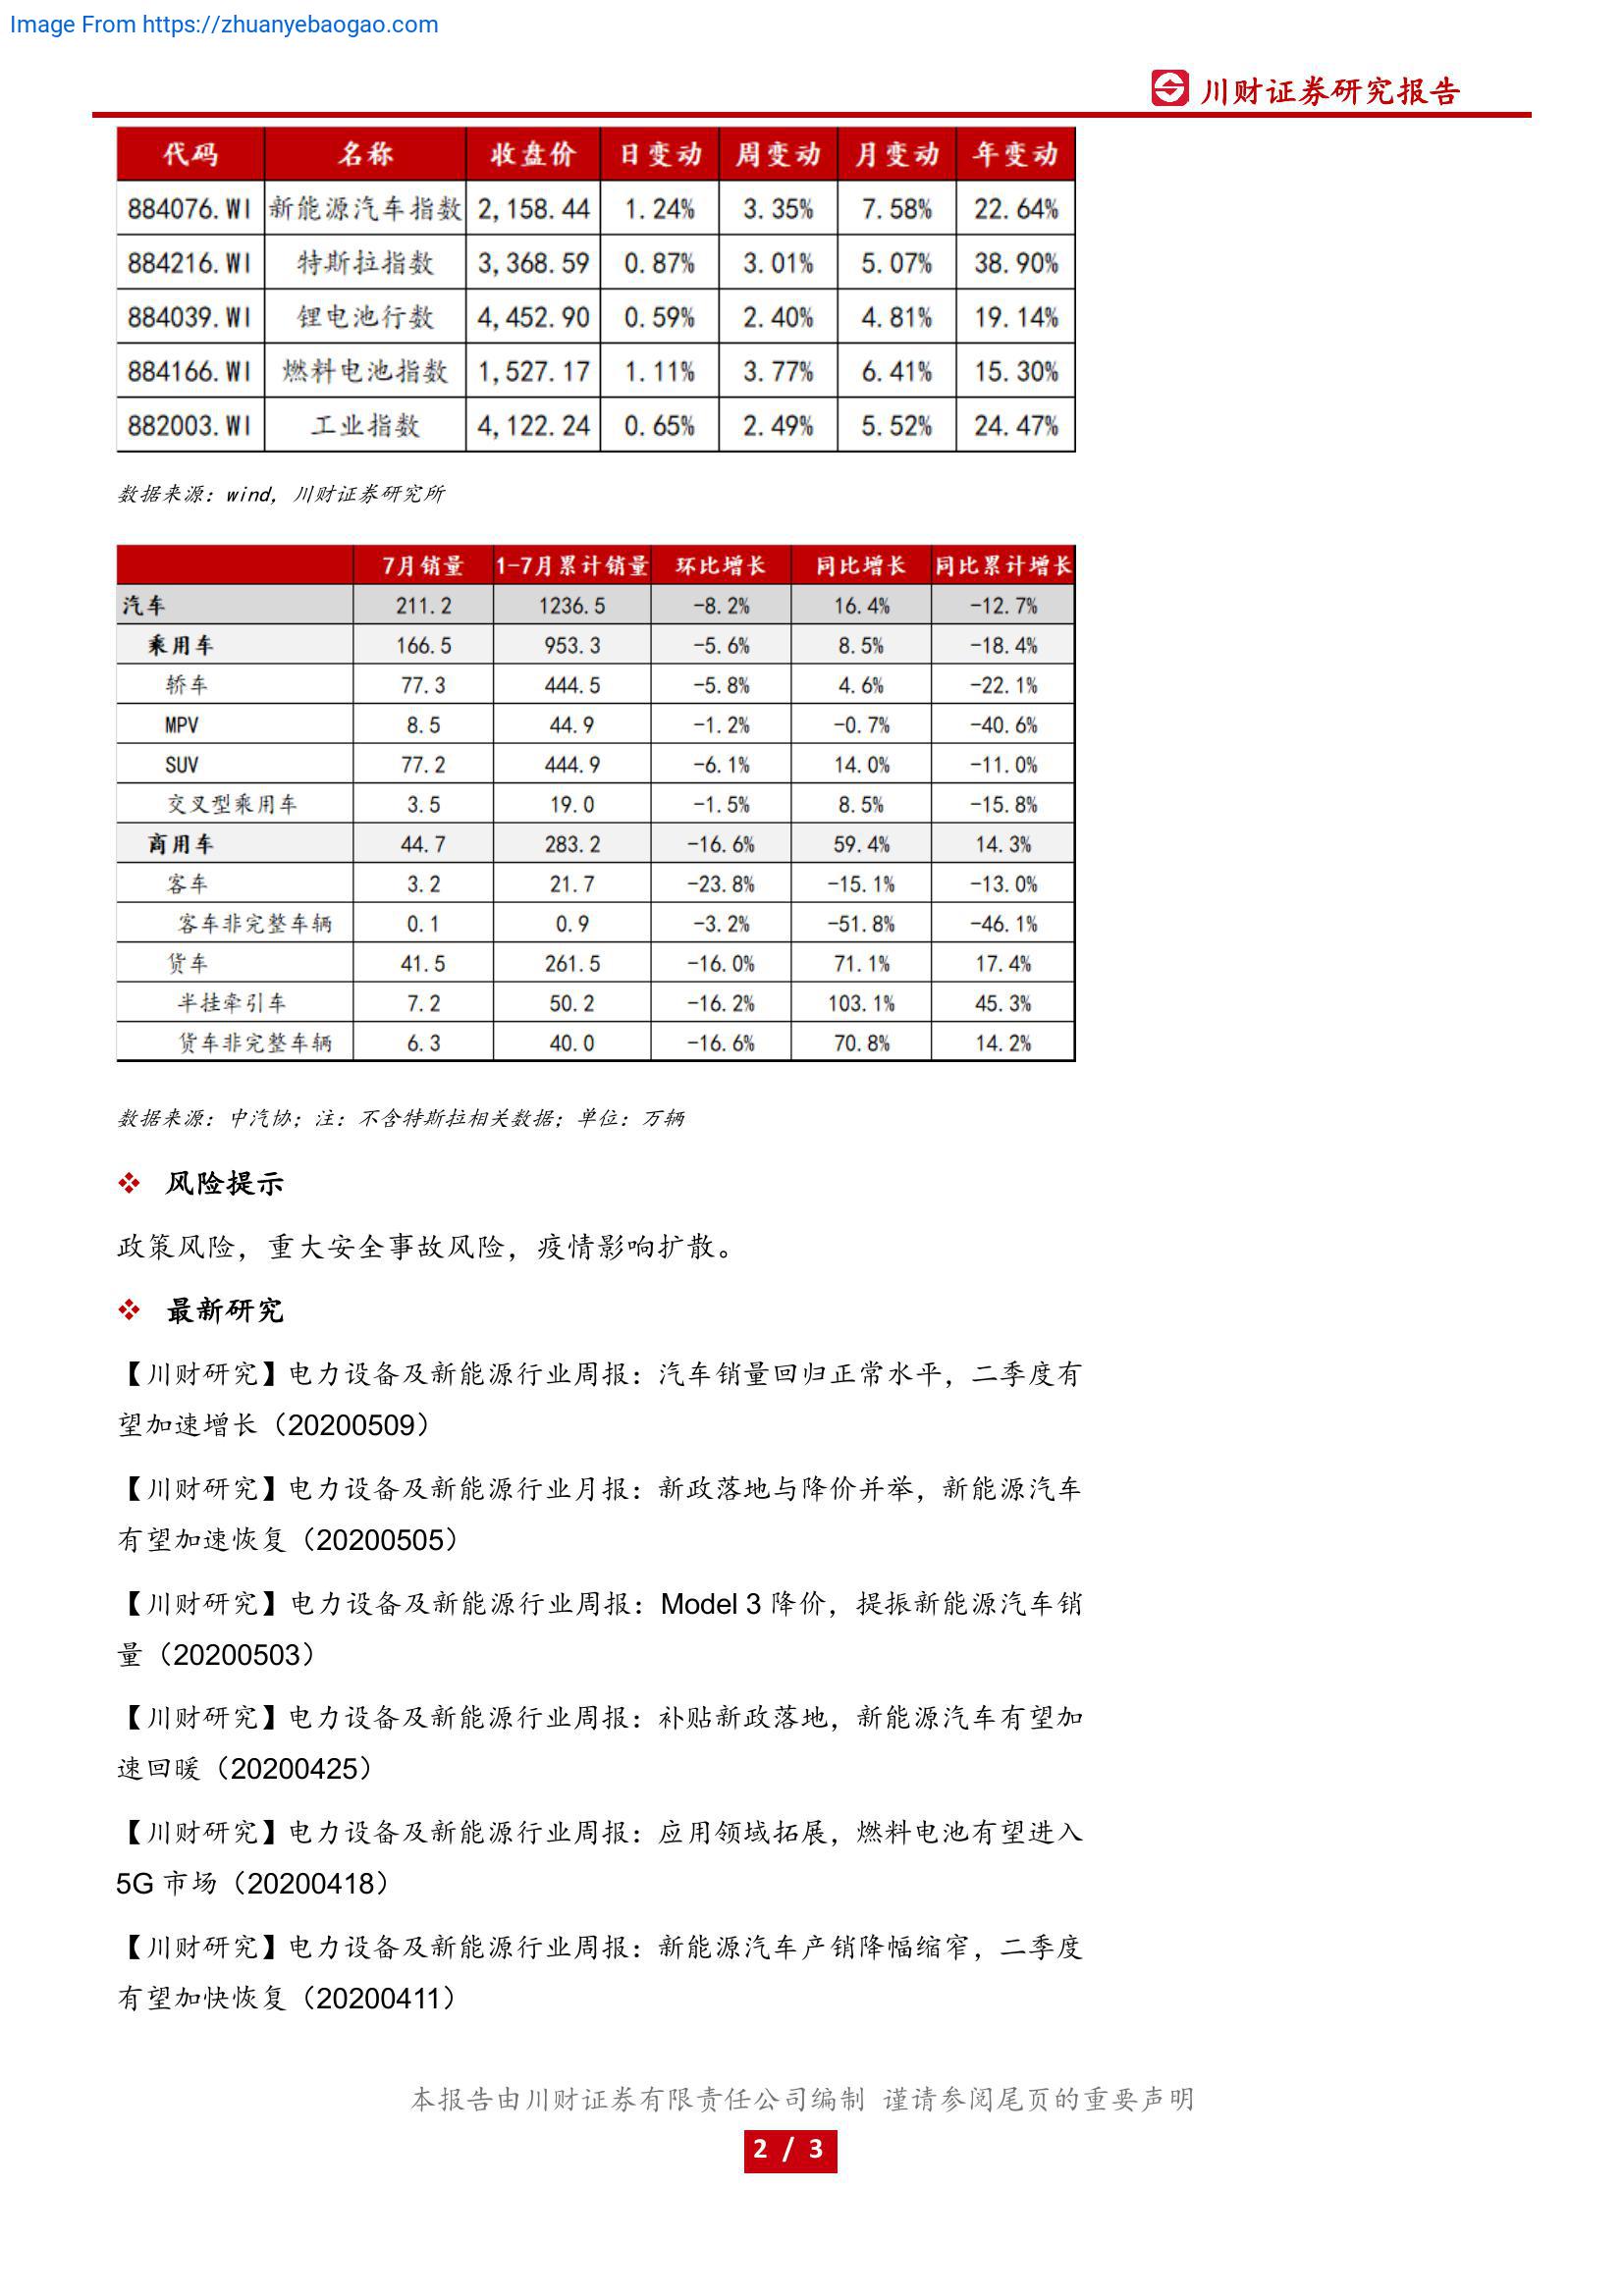 Image From https://zhuanyebaogao.com
川财证券研究报告
代码 名称 收盘价 日变动 周变动 月变动 年变动
884076.WI 新能源汽车指数 2,158.44 1.24% 3.35% 7.58% 22.64%
884216.WI 特斯拉指数 3,368.59 0.87% 3.01% 5.07% 38.90%
884039.WI 锂电池行数 4,452.90 0.59% 2.40% 4.81% 19.14%
884166.WI 燃料电池指数 1,527.17 1.11% 3.77% 6.41% 15.30%
882003.WI 工业指数 4,122.24 0.65% 2.49% 5.52% 24.47%
数据来源：wind，川财证券研究所
7月销量 1-7月累计销量 环比增长 同比增长 同比累计增长
汽车 211.2 1236.5 -8.2% 16.4% -12.7%
乘用车 166.5 953.3 -5.6% 8.5% -18.4%
轿车 77.3 444.5 -5.8% 4.6% -22.1%
MPV 8.5 44.9 -1.2% -0.7% -40.6%
SUV 77.2 444.9 -6.1% 14.0% -11.0%
交叉型乘用车 3.5 19.0 -1.5% 8.5% -15.8%
商用车 44.7 283.2 -16.6% 59.4% 14.3%
客车 3.2 21.7 -23.8% -15.1% -13.0%
客车非完整车辆 0.1 0.9 -3.2% -51.8% -46.1%
货车 41.5 261.5 -16.0% 71.1% 17.4%
半挂牵引车 7.2 50.2 -16.2% 103.1% 45.3%
货车非完整车辆 6.3 40.0 -16.6% 70.8% 14.2%
数据来源：中汽协；注：不含特斯拉相关数据；单位：万辆
❖ 风险提示
政策风险，重大安全事故风险，疫情影响扩散。
❖ 最新研究
【川财研究】电力设备及新能源行业周报：汽车销量回归正常水平，二季度有
望加速增长（20200509）
【川财研究】电力设备及新能源行业月报：新政落地与降价并举，新能源汽车
有望加速恢复（20200505）
【川财研究】电力设备及新能源行业周报：Model 3 降价，提振新能源汽车销
量（20200503）
【川财研究】电力设备及新能源行业周报：补贴新政落地，新能源汽车有望加
速回暖（20200425）
【川财研究】电力设备及新能源行业周报：应用领域拓展，燃料电池有望进入
5G 市场（20200418）
【川财研究】电力设备及新能源行业周报：新能源汽车产销降幅缩窄，二季度
有望加快恢复（20200411）
本报告由川财证券有限责任公司编制 谨请参阅尾页的重要声明
2 / 3